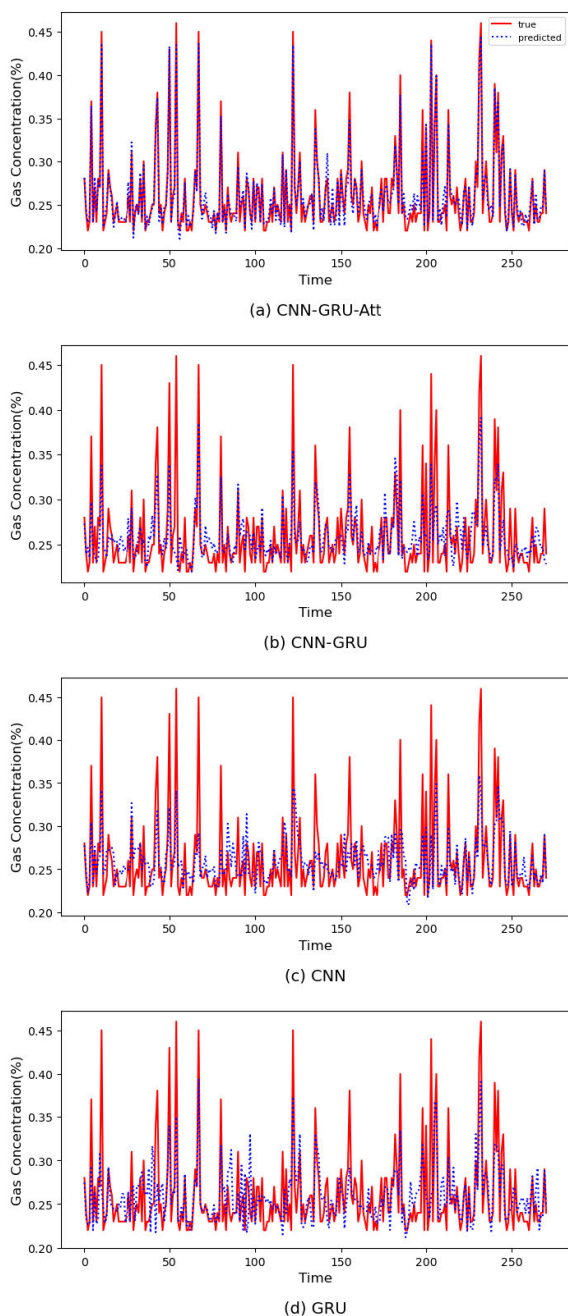 0.45
0.40
0.35
0.30
0.25
0.20
Gas Concentration(%)
true
predicted
0 50 100 150 200 250
Time
(a) CNN-GRU-Att
0.45
0.40
0.35
0.30
0.25
Gas Concentration(%)
0 50 100 150 200 250
Time
(b) CNN-GRU
0.45
0.40
0.35
0.30
0.25
0.20
Gas Concentration(%)
0 50 100 150 200 250
Time
(c) CNN
0.45
0.40
0.35
0.30
0.25
0.20
Gas Concentration(%)
0 50 100 150 200 250
Time
(d) GRU